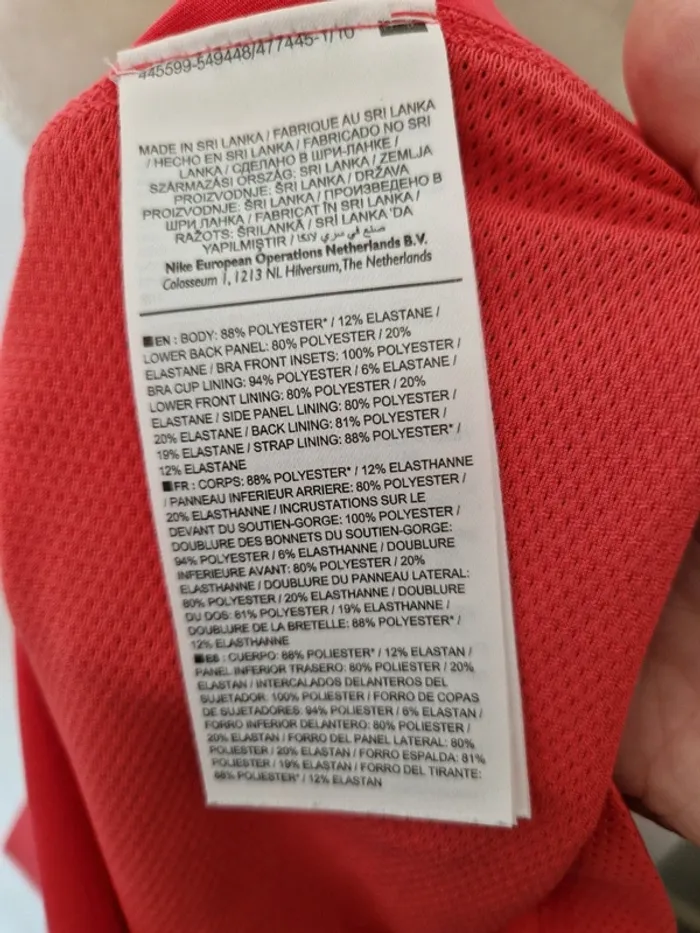 445599-549448/477445-1/10
MADE IN SRI LANKA / FABRIQUE AU SRI LANKA
/ HECHO EN SRI LANKA / FABRICADO NO SRI
LANKA / СДЕЛАНО В ШРИ-ЛАНКЕ /
SZÁRMAZÁSI ORSZÁG: SRI LANKA / ZEMLJA
PROIZVODNJE: ŠRI LANKA / DRŽAVA
PROIZVODNJE: ŠRI LANKA / ПРОИЗВЕДЕНО В
ШРИ ЛАНКА / FABRICAT ÎN SRI LANKA /
RAŽOTS: ŠRILANKĀ / SRİ LANKA'DA
YAPILMIŞTIR / صنع في سري لانكا
Nike European Operations Netherlands B.V.
Colosseum 1, 1213 NL Hilversum, The Netherlands
EN : BODY: 88% POLYESTER* / 12% ELASTANE /
LOWER BACK PANEL: 80% POLYESTER / 20%
ELASTANE / BRA FRONT INSETS: 100% POLYESTER /
BRA CUP LINING: 94% POLYESTER / 6% ELASTANE /
LOWER FRONT LINING: 80% POLYESTER / 20%
ELASTANE / SIDE PANEL LINING: 80% POLYESTER /
20% ELASTANE / BACK LINING: 81% POLYESTER /
19% ELASTANE / STRAP LINING: 88% POLYESTER* /
12% ELASTANE
FR : CORPS: 88% POLYESTER* / 12% ELASTHANNE
/ PANNEAU INFERIEUR ARRIERE: 80% POLYESTER /
20% ELASTHANNE / INCRUSTATIONS SUR LE
DEVANT DU SOUTIEN-GORGE: 100% POLYESTER /
DOUBLURE DES BONNETS DU SOUTIEN-GORGE:
94% POLYESTER / 6% ELASTHANNE / DOUBLURE
INFERIEURE AVANT: 80% POLYESTER / 20%
ELASTHANNE / DOUBLURE DU PANNEAU LATERAL:
80% POLYESTER / 20% ELASTHANNE / DOUBLURE
DU DOS: 81% POLYESTER / 19% ELASTHANNE /
DOUBLURE DE LA BRETELLE: 88% POLYESTER* /
12% ELASTHANNE
ES : CUERPO: 88% POLIESTER* / 12% ELASTAN /
PANEL INFERIOR TRASERO: 80% POLIESTER / 20%
ELASTAN / INTERCALADOS DELANTEROS DEL
SUJETADOR: 100% POLIESTER / FORRO DE COPAS
DE SUJETADORES: 94% POLIESTER / 6% ELASTAN /
FORRO INFERIOR DELANTERO: 80% POLIESTER /
20% ELASTAN / FORRO DEL PANEL LATERAL: 80%
POLIESTER / 20% ELASTAN / FORRO ESPALDA: 81%
POLIESTER / 19% ELASTAN / FORRO DEL TIRANTE:
88% POLIESTER* / 12% ELASTAN